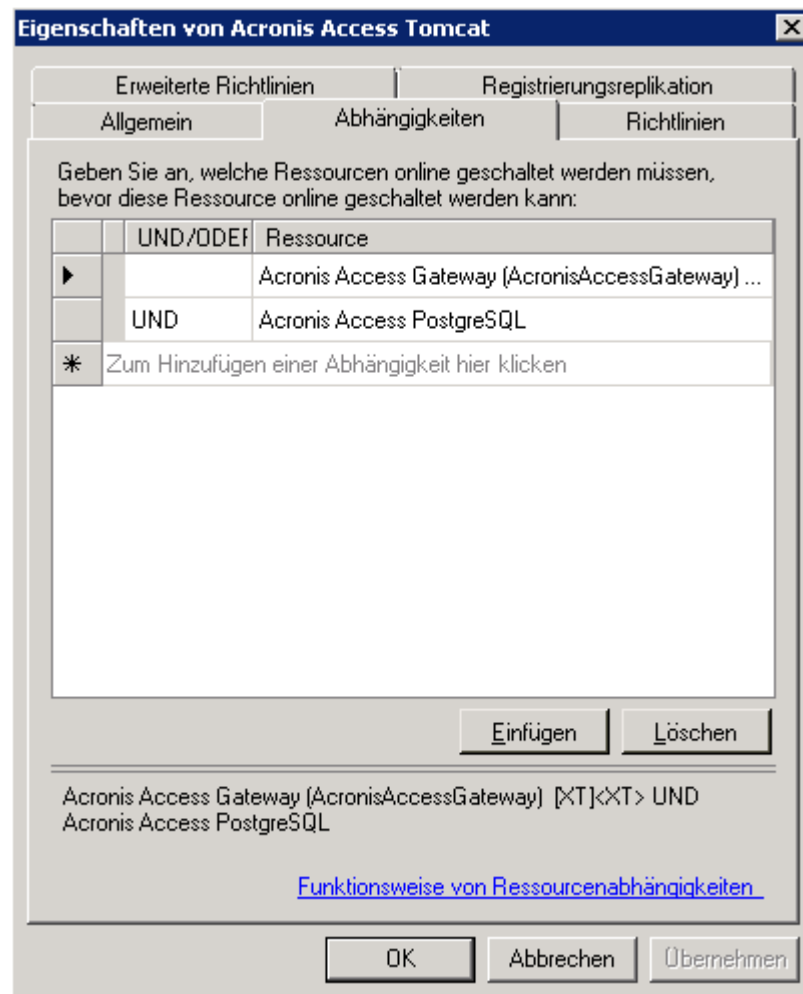 Eigenschaften von Acronis Access Tomcat
Erweiterte Richtlinien
Registrierungsreplikation
Allgemein
Abhängigkeiten
Richtlinien
Geben Sie an, welche Ressourcen online geschaltet werden müssen,
bevor diese Ressource online geschaltet werden kann:
UND/ODER Ressource
Acronis Access Gateway (AcronisAccessGateway) ...
UND Acronis Access PostgreSQL
Zum Hinzufügen einer Abhängigkeit hier klicken
Einfügen Löschen
Acronis Access Gateway (AcronisAccessGateway) [XT]<XT> UND
Acronis Access PostgreSQL
Funktionsweise von Ressourcenabhängigkeiten
OK Abbrechen Übernehmen